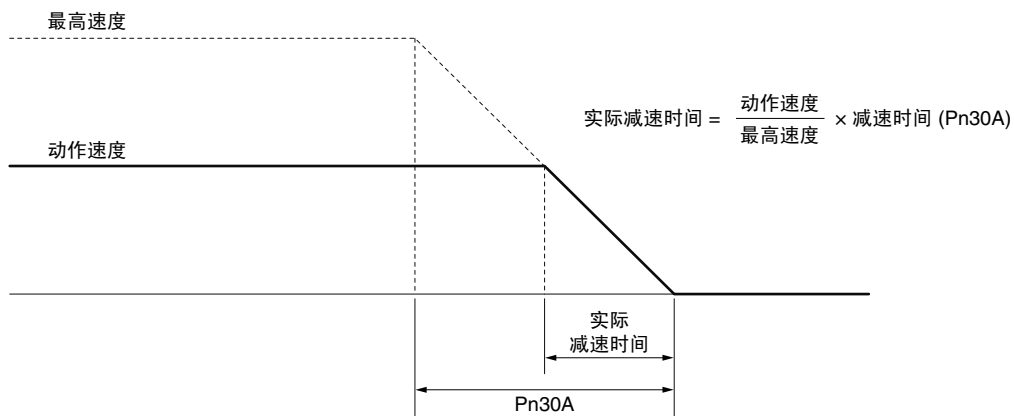 最高速度
实际减速时间 = 动作速度 / 最高速度 × 减速时间 (Pn30A)
动作速度
实际
减速时间
Pn30A